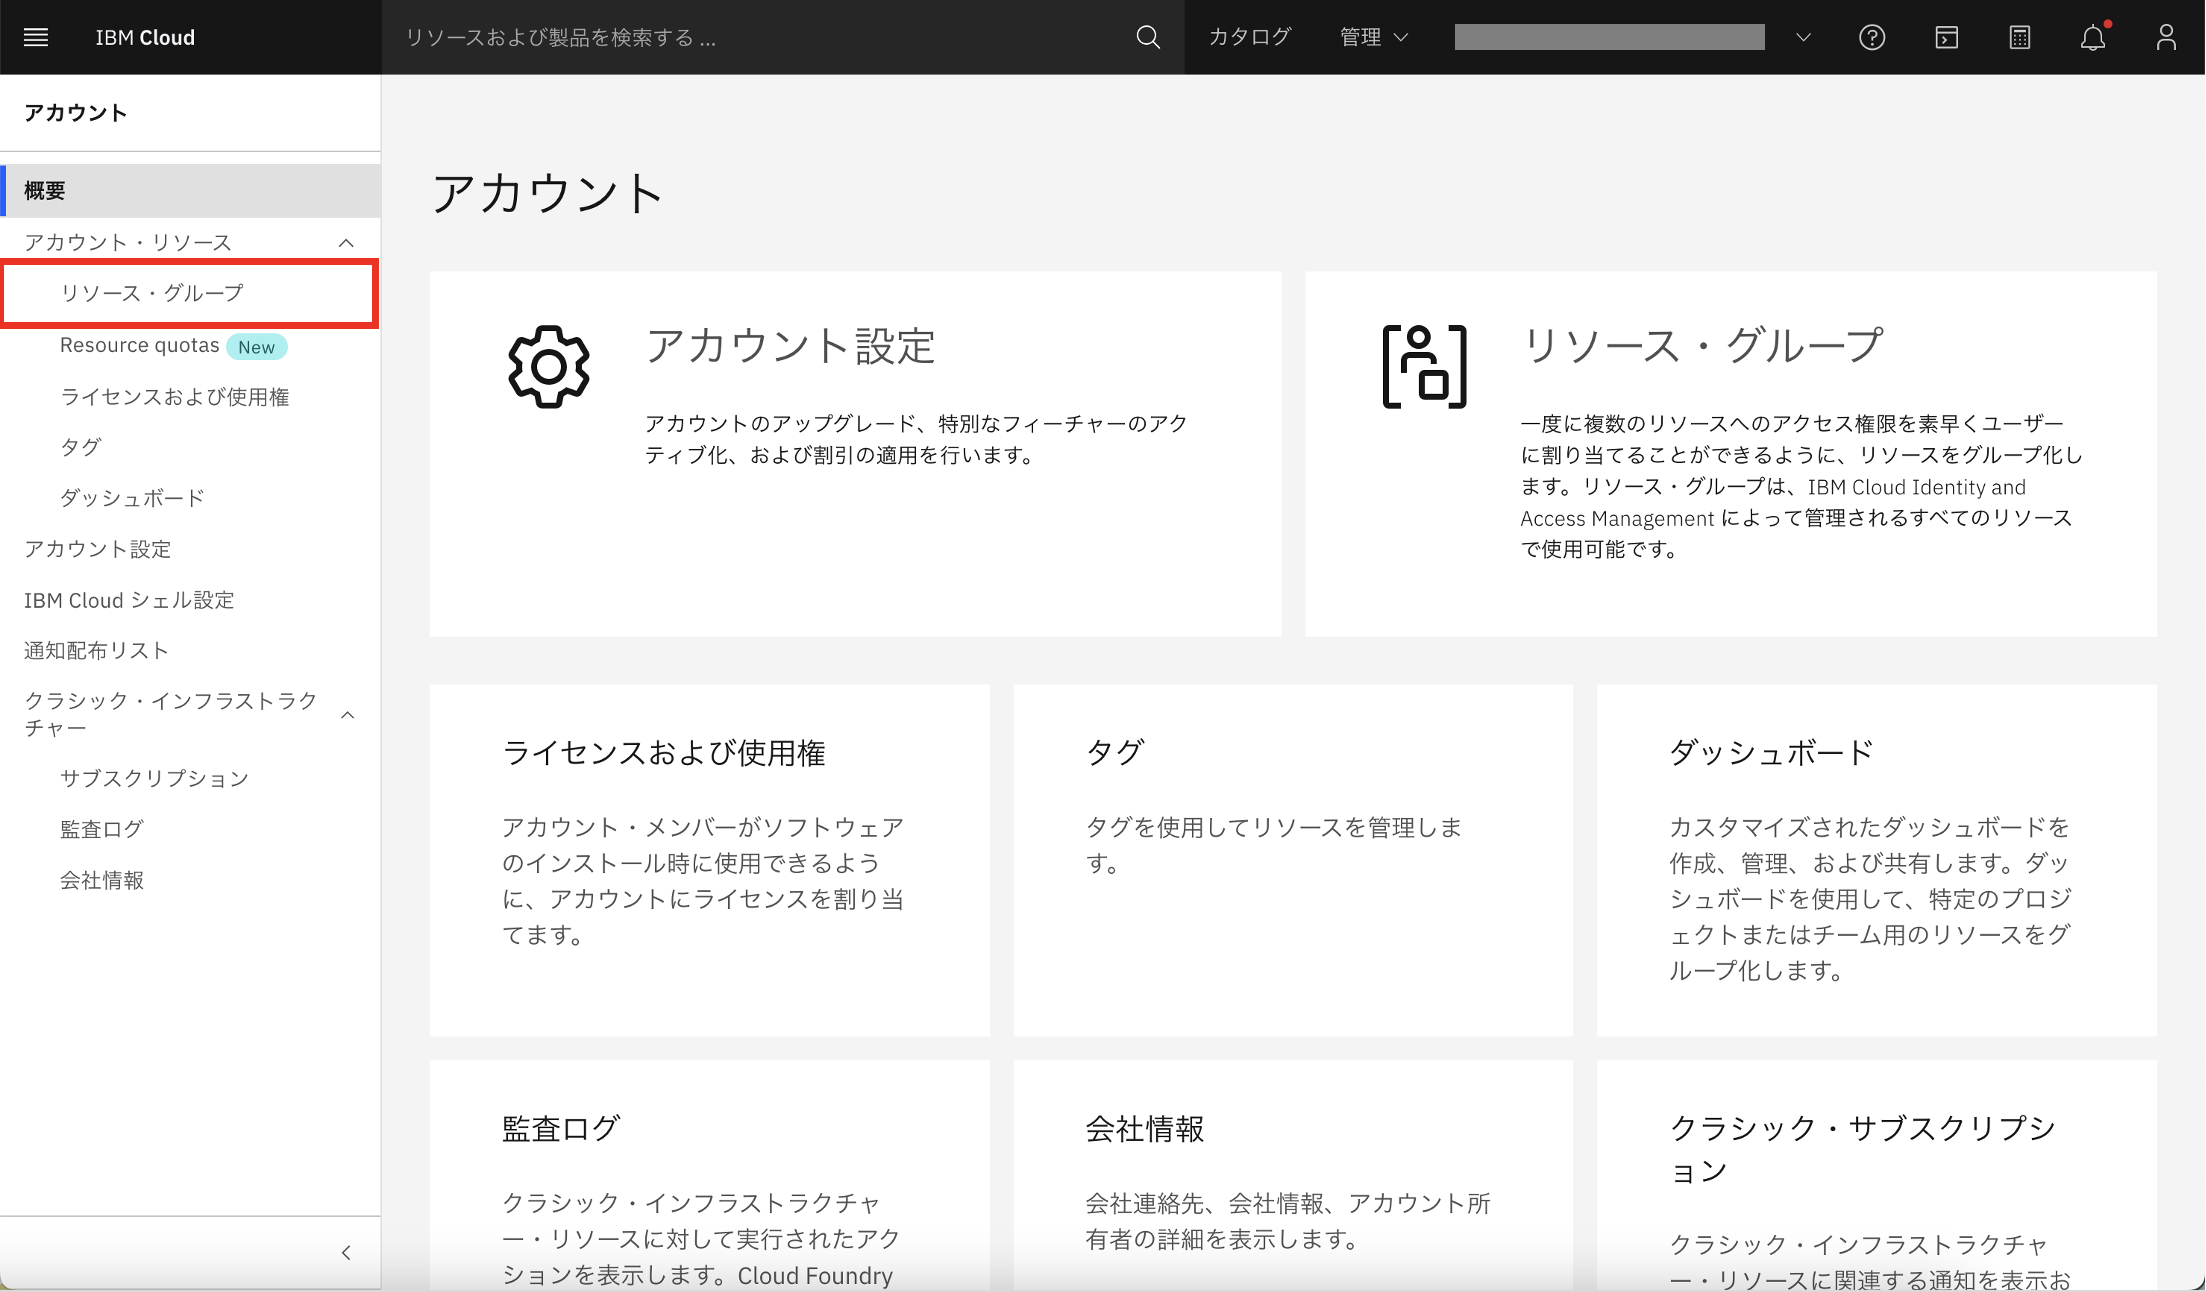 IBM Cloud
リソースおよび製品を検索する ...
カタログ
管理
アカウント
概要
アカウント・リソース
リソース・グループ
Resource quotas New
ライセンスおよび使用権
タグ
ダッシュボード
アカウント設定
IBM Cloud シェル設定
通知配布リスト
クラシック・インフラストラク
チャー
サブスクリプション
監査ログ
会社情報
アカウント
アカウント設定
アカウントのアップグレード、特別なフィーチャーのアク
ティブ化、および割引の適用を行います。
リソース・グループ
一度に複数のリソースへのアクセス権限を素早くユーザー
に割り当てることができるように、リソースをグループ化し
ます。リソース・グループは、IBM Cloud Identity and
Access Management によって管理されるすべてのリソース
で使用可能です。
ライセンスおよび使用権
アカウント・メンバーがソフトウェア
のインストール時に使用できるよう
に、アカウントにライセンスを割り当
てます。
タグ
タグを使用してリソースを管理しま
す。
ダッシュボード
カスタマイズされたダッシュボードを
作成、管理、および共有します。ダッ
シュボードを使用して、特定のプロジ
ェクトまたはチーム用のリソースをグ
ループ化します。
監査ログ
クラシック・インフラストラクチャ
ー・リソースに対して実行されたアク
ションを表示します。Cloud Foundry
会社情報
会社連絡先、会社情報、アカウント所
有者の詳細を表示します。
クラシック・サブスクリプシ
ョン
クラシック・インフラストラクチャ
ー・リソースに関連する通知を表示お